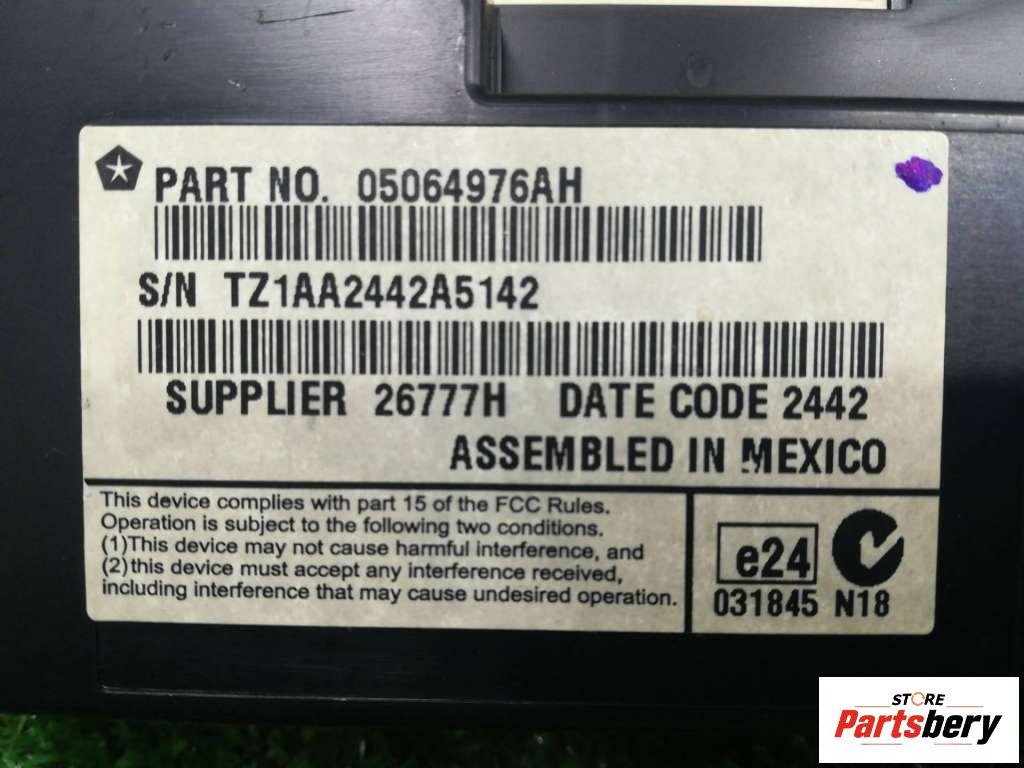 PART NO. 05064976AH
S/N TZ1AA2442A5142
SUPPLIER 26777H DATE CODE 2442
ASSEMBLED IN MEXICO
This device complies with part 15 of the FCC Rules.
Operation is subject to the following two conditions.
(1)This device may not cause harmful interference, and
(2)this device must accept any interference received,
including interference that may cause undesired operation.
e24
031845 N18
STORE
Partsbery